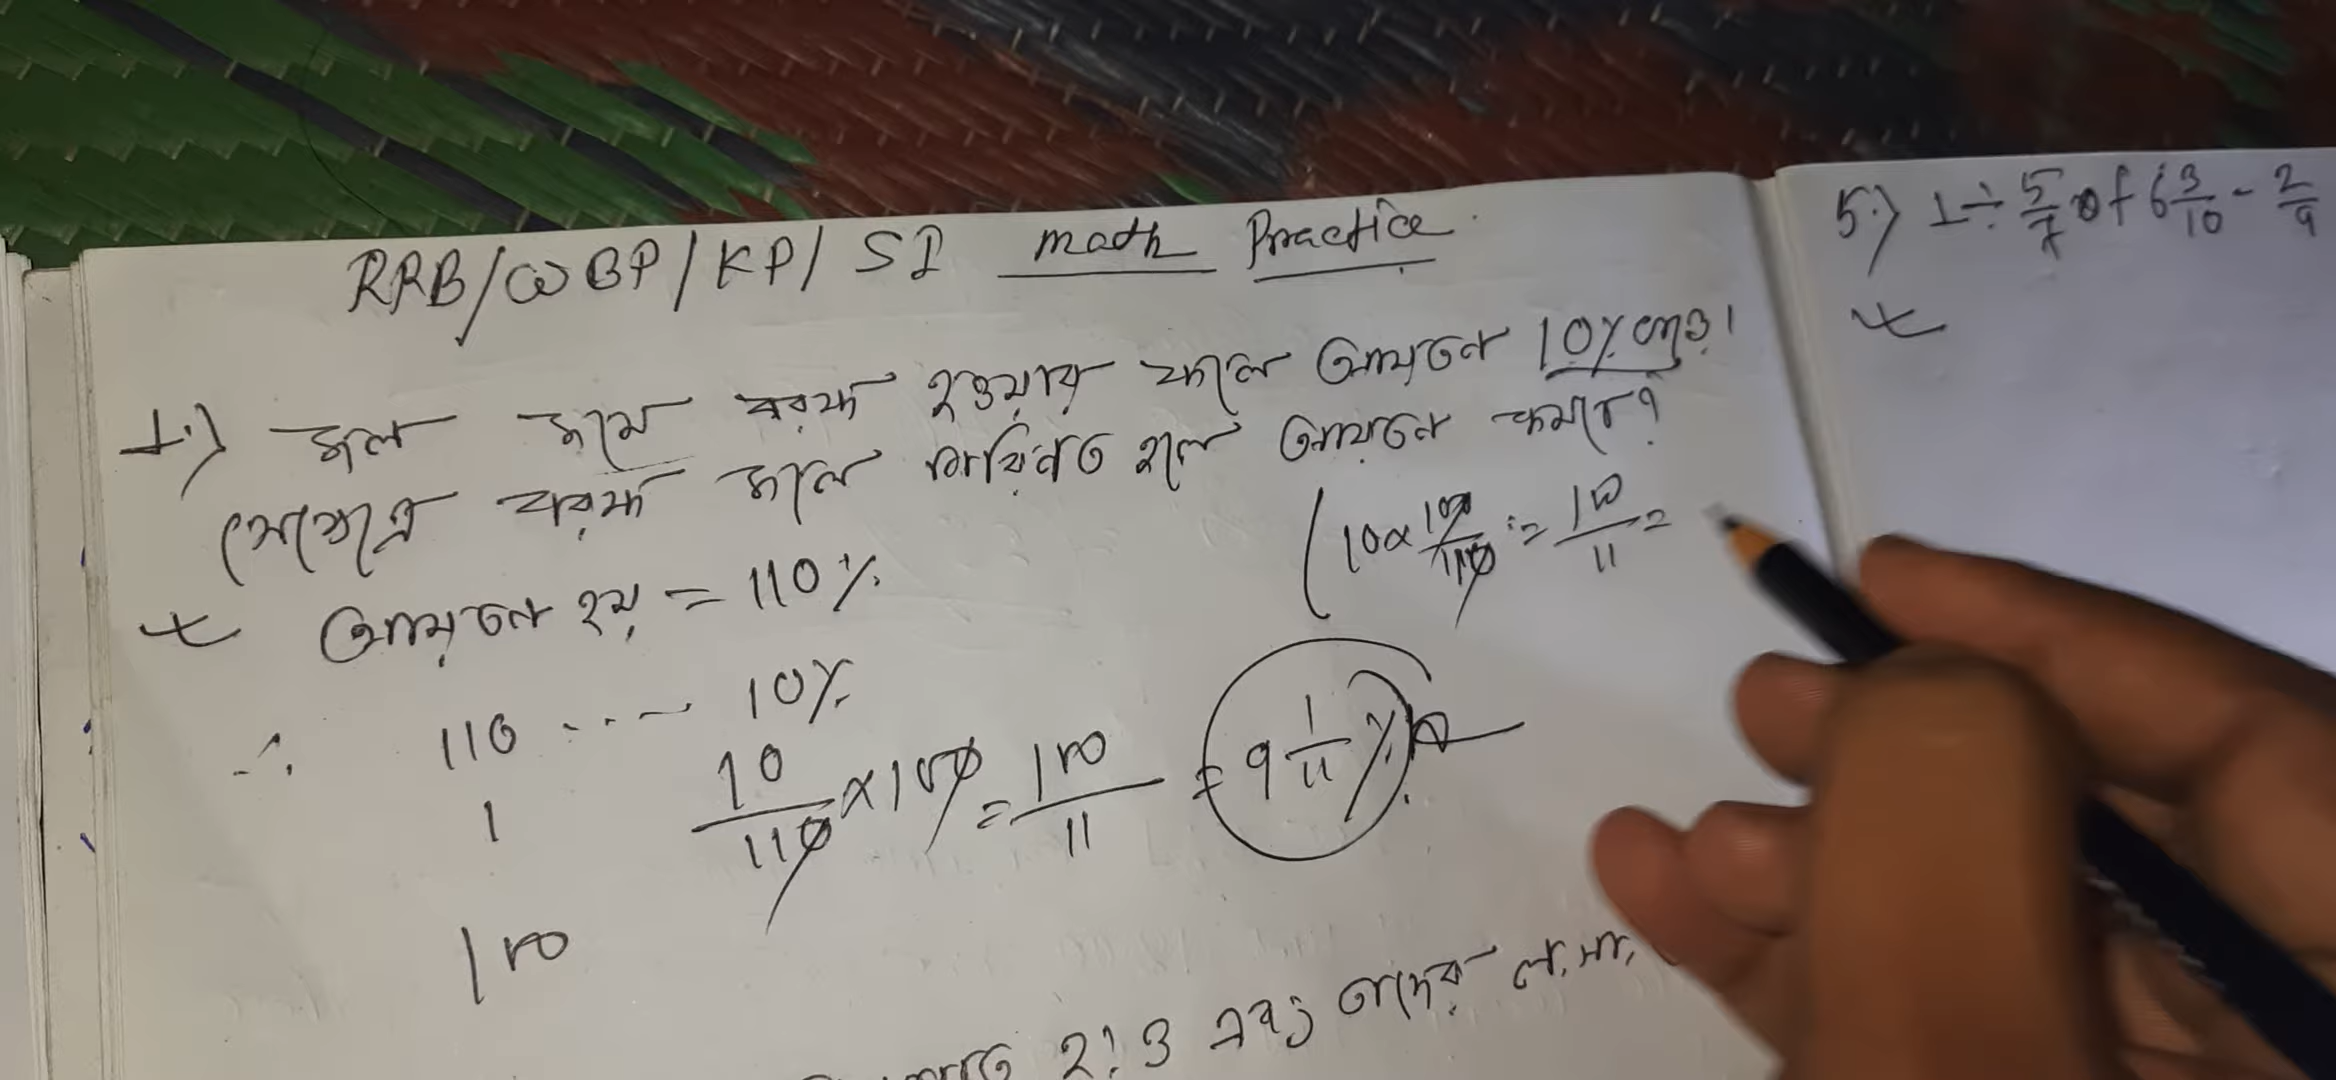 RRB/WBP/KP/SI math Practice
1.) জল জমে বরফ হওয়ার ফলে আয়তন 10% বাড়ে।
সেক্ষেত্রে বরফ জলে পরিণত হলে আয়তন কমবে?
(10×100/110 = 100/11 =
* আয়তন হয় = 110%
∴ 110 ... 10%
1 10/110 ×100 = 100/11 = 9 1/11 %
100
2:3 এবং তাদের ল.সা.
5.) 1÷5/7 of 6 3/10 - 2/9
*